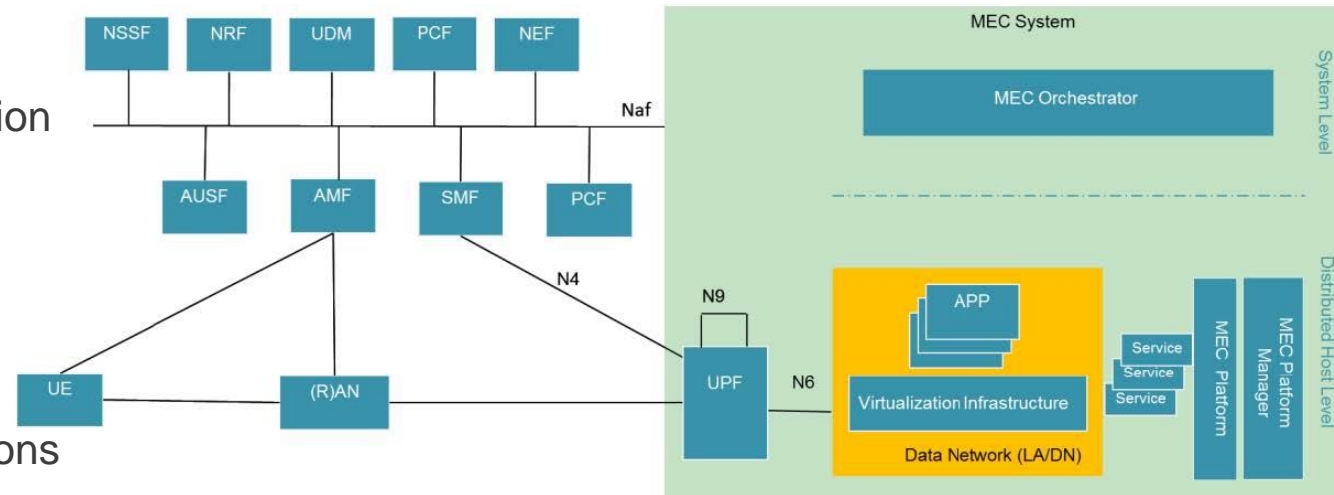 MEC System
NSSF
NRF
UDM
PCF
NEF
System Level
MEC Orchestrator
Naf
AUSF
AMF
SMF
PCF
N4
Distributed Host Level
N9
APP
Service
Service
Service
MEC Platform
MEC Platform
Manager
UE
(R)AN
UPF
N6
Virtualization Infrastructure
Data Network (LA/DN)